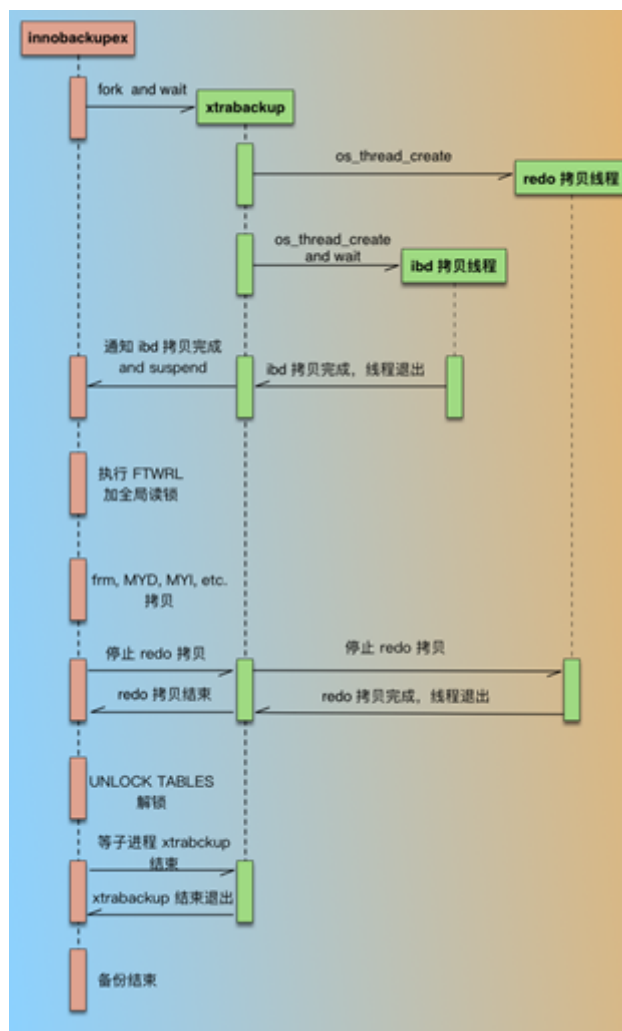 innobackupex
fork and wait
xtrabackup
os_thread_create
redo 拷贝线程
os_thread_create
and wait
ibd 拷贝线程
通知 ibd 拷贝完成
and suspend
ibd 拷贝完成，线程退出
执行 FTWRL
加全局读锁
frm, MYD, MYI, etc.
拷贝
停止 redo 拷贝
停止 redo 拷贝
redo 拷贝结束
redo 拷贝完成，线程退出
UNLOCK TABLES
解锁
等子进程 xtrabckup
结束
xtrabackup 结束退出
备份结束